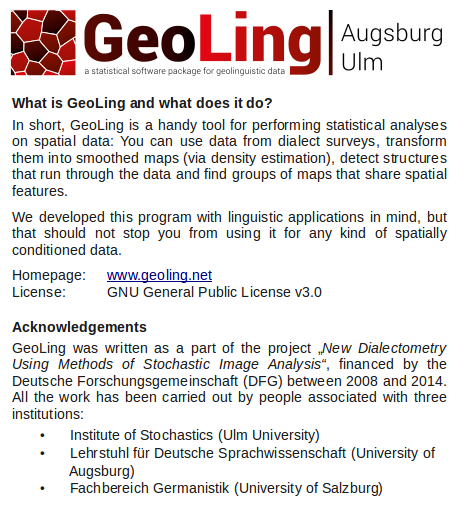 GeoLing
Augsburg
Ulm
a statistical software package for geolinguistic data
What is GeoLing and what does it do?
In short, GeoLing is a handy tool for performing statistical analyses
on spatial data: You can use data from dialect surveys, transform
them into smoothed maps (via density estimation), detect structures
that run through the data and find groups of maps that share spatial
features.
We developed this program with linguistic applications in mind, but
that should not stop you from using it for any kind of spatially
conditioned data.
Homepage: www.geoling.net
License: GNU General Public License v3.0
Acknowledgements
GeoLing was written as a part of the project „New Dialectometry
Using Methods of Stochastic Image Analysis“, financed by the
Deutsche Forschungsgemeinschaft (DFG) between 2008 and 2014.
All the work has been carried out by people associated with three
institutions:
• Institute of Stochastics (Ulm University)
• Lehrstuhl für Deutsche Sprachwissenschaft (University of
Augsburg)
• Fachbereich Germanistik (University of Salzburg)